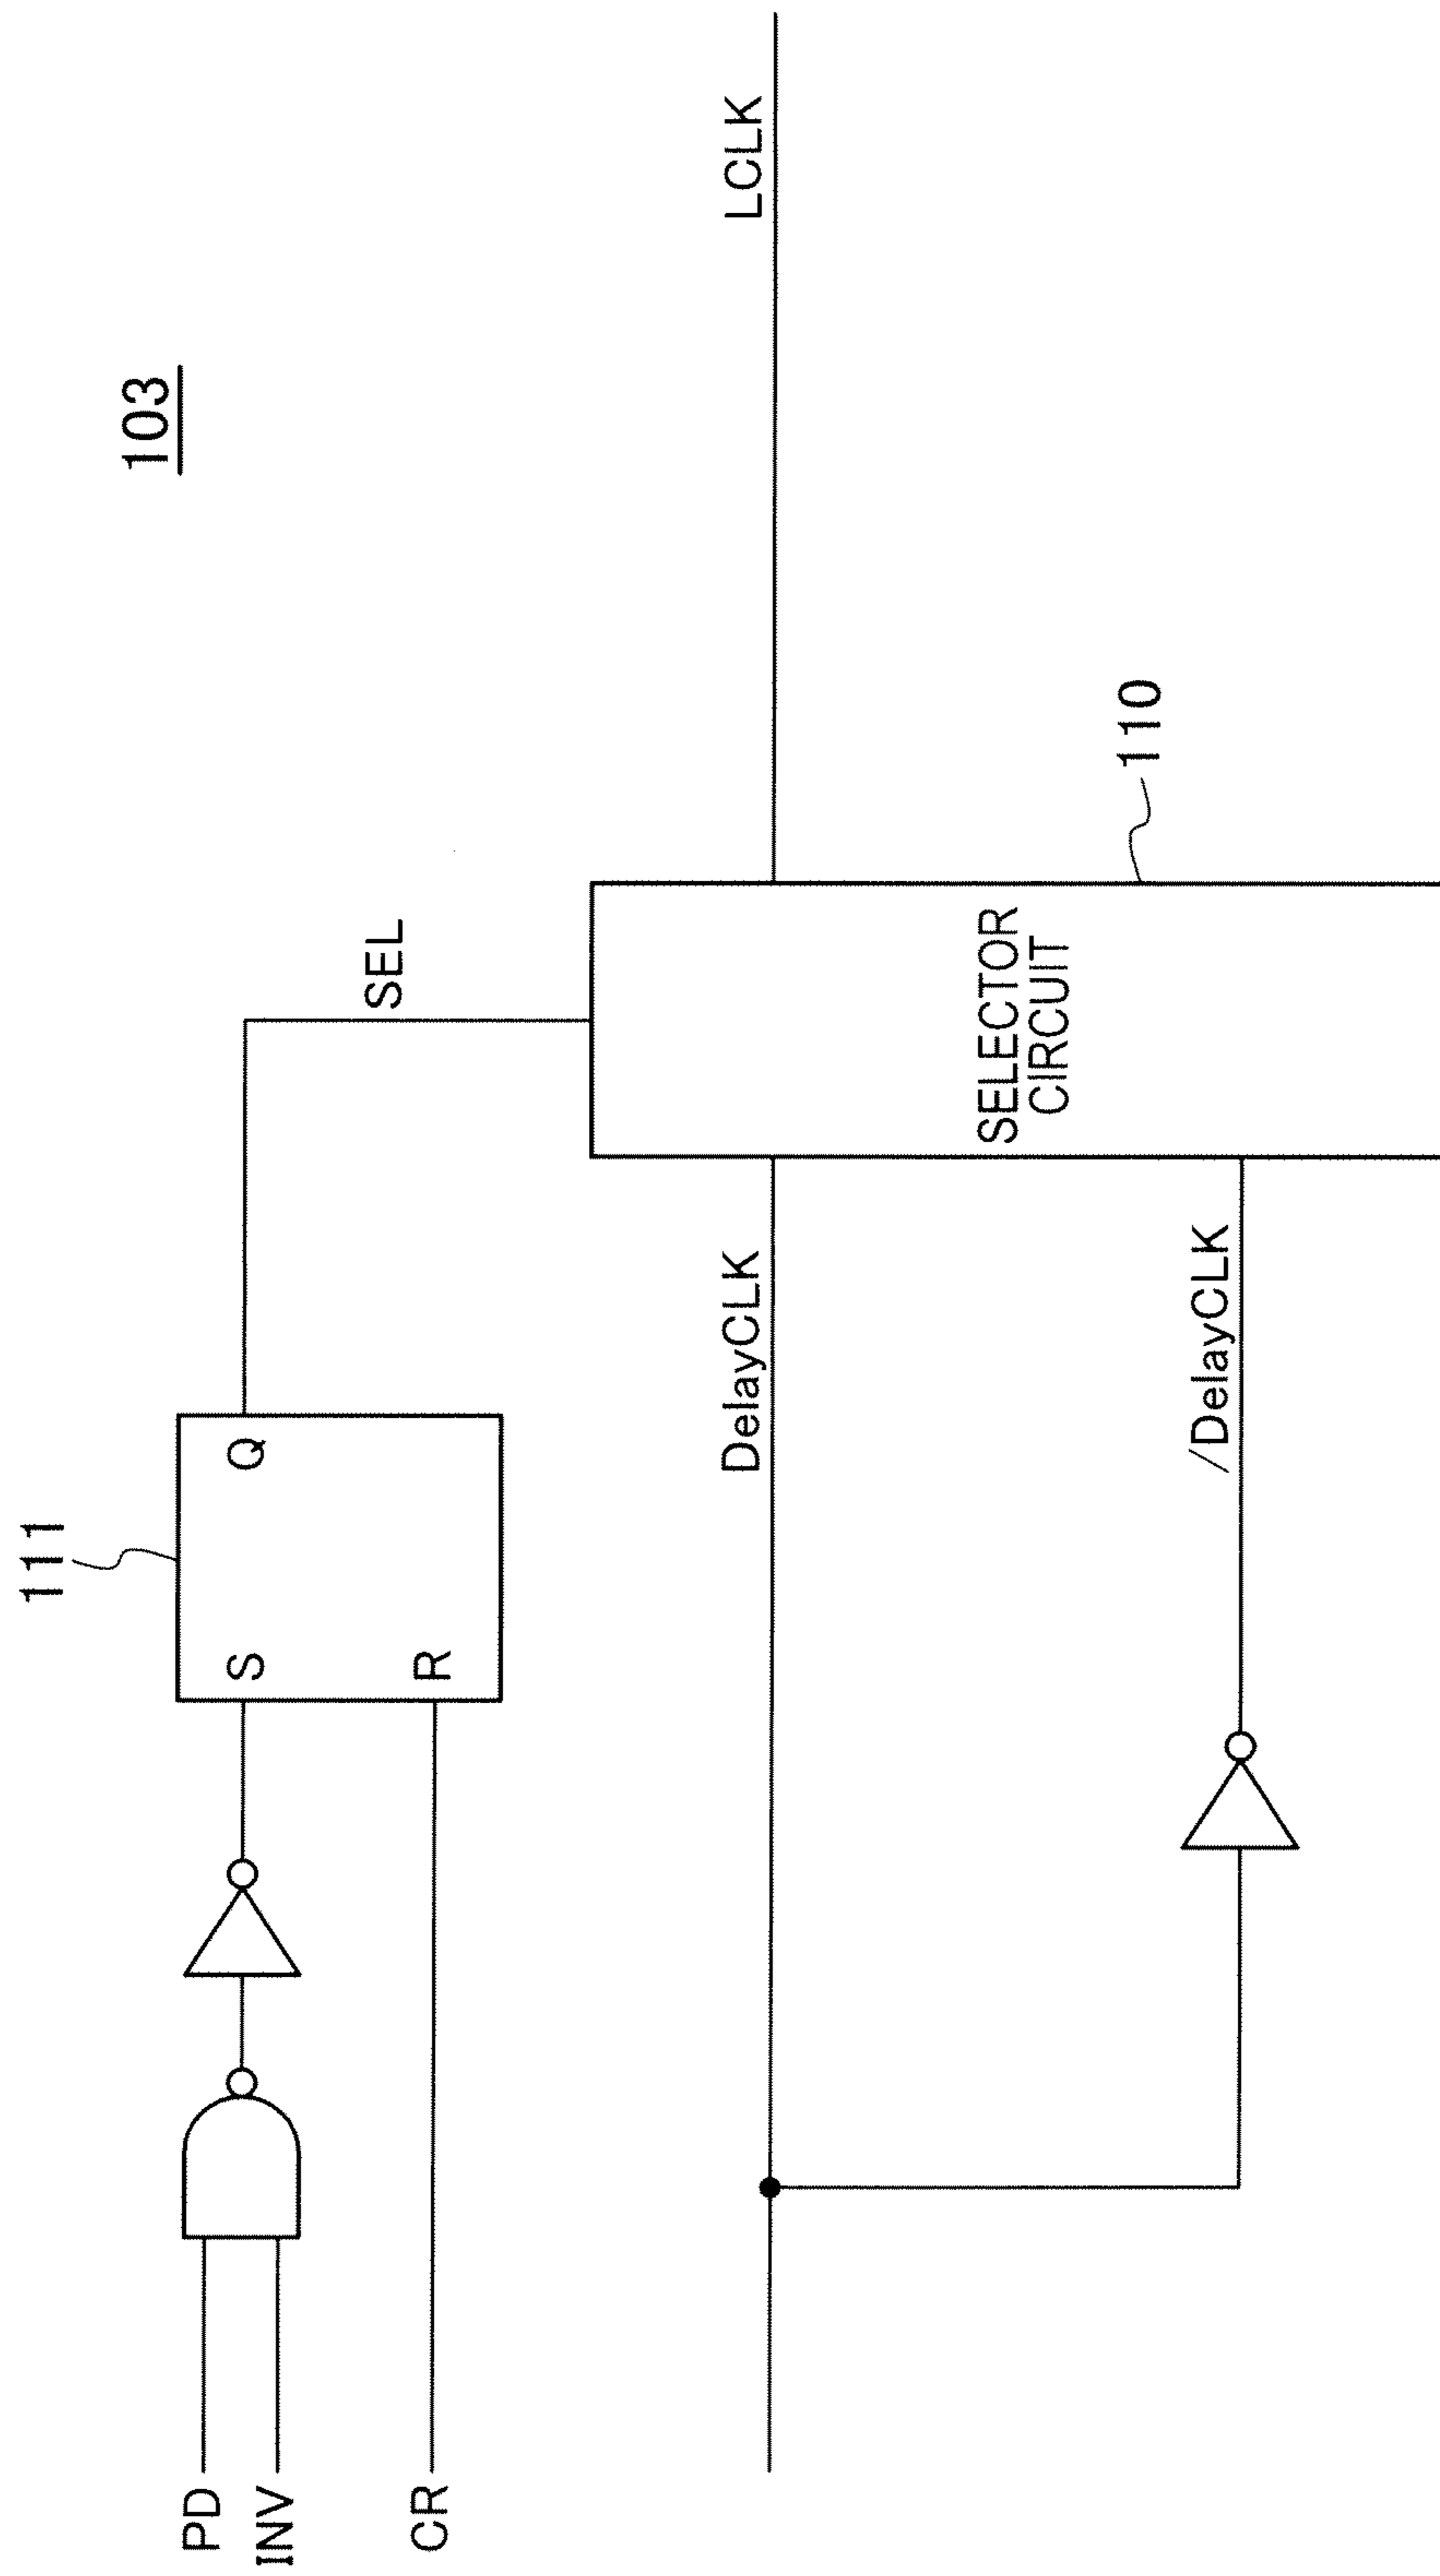 103
111
PD
INV
CR
S
R
Q
SEL
DelayCLK
/DelayCLK
SELECTOR
CIRCUIT
110
LCLK